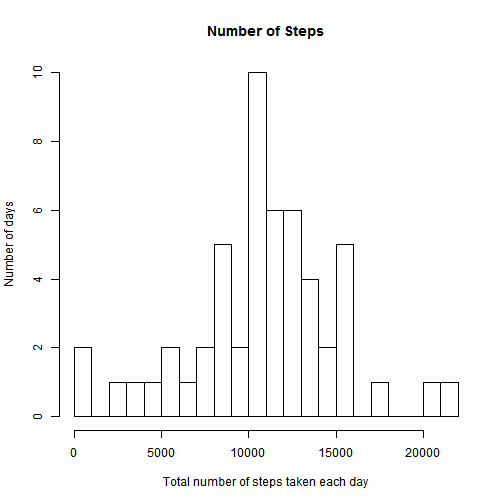 Number of Steps
Number of days
10
8
6
4
2
0
0 5000 10000 15000 20000
Total number of steps taken each day